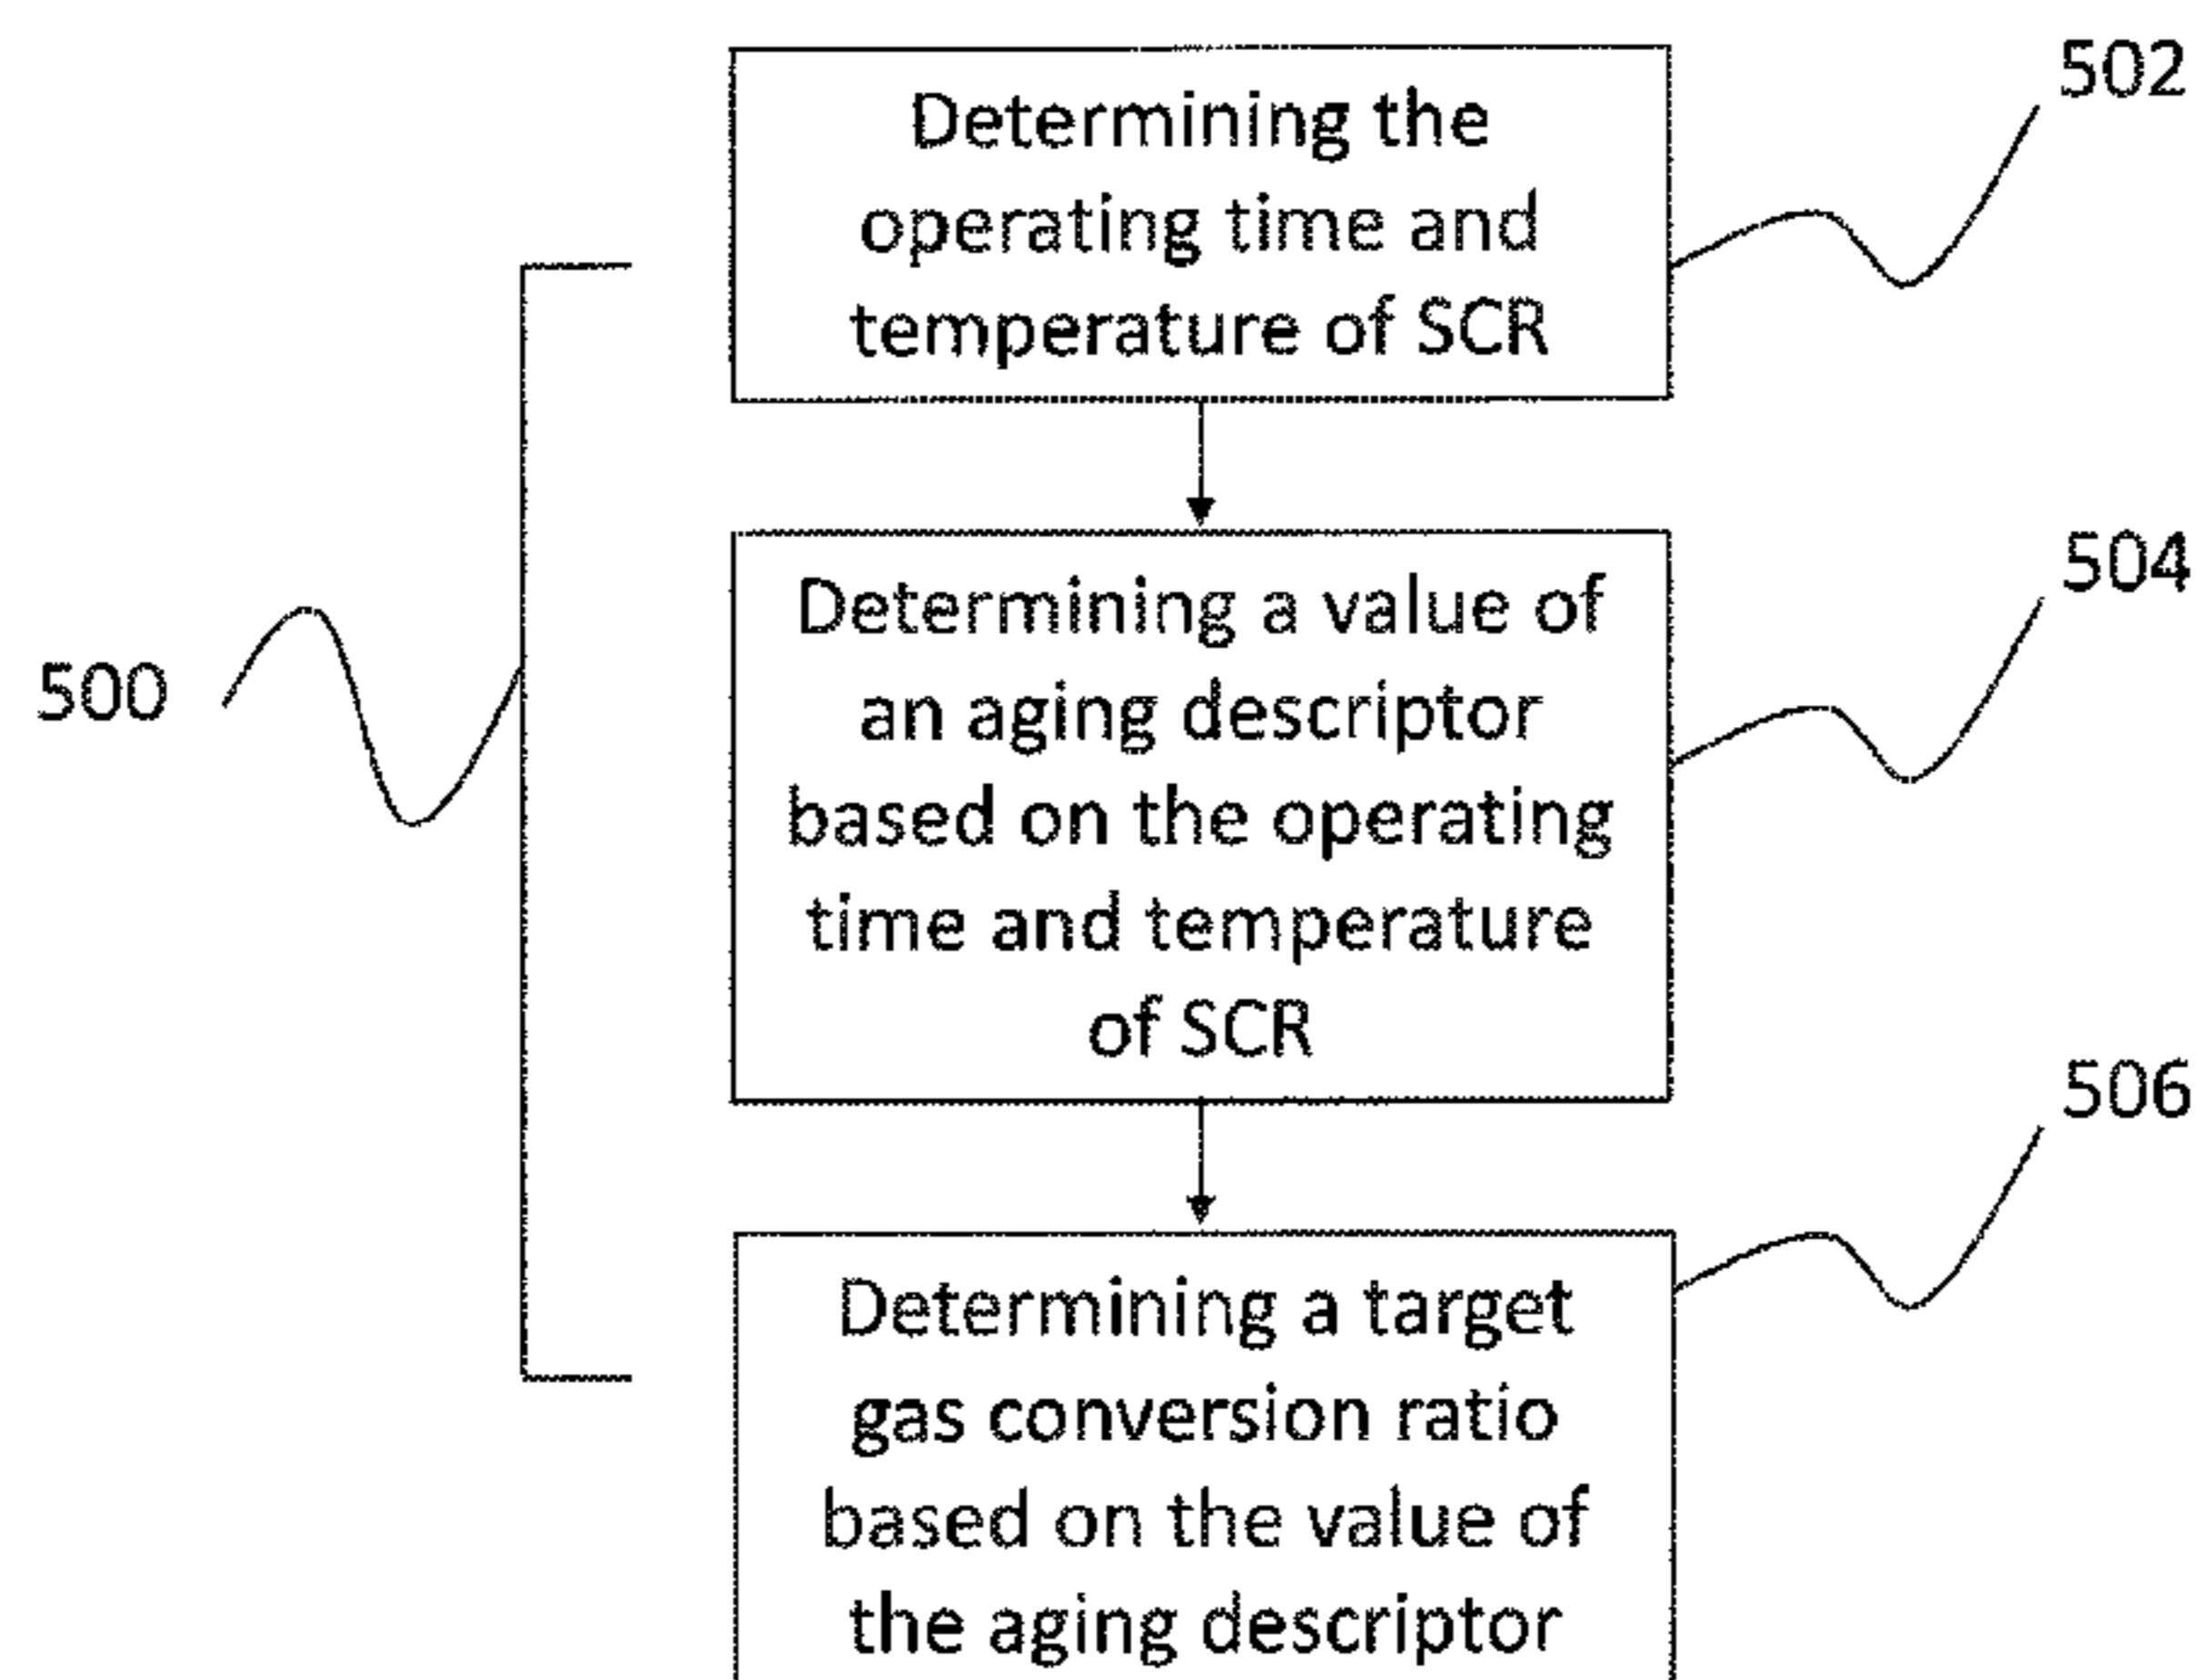 Determining the
operating time and
temperature of SCR
502
Determining a value of
an aging descriptor
based on the operating
time and temperature
of SCR
504
500
Determining a target
gas conversion ratio
based on the value of
the aging descriptor
506